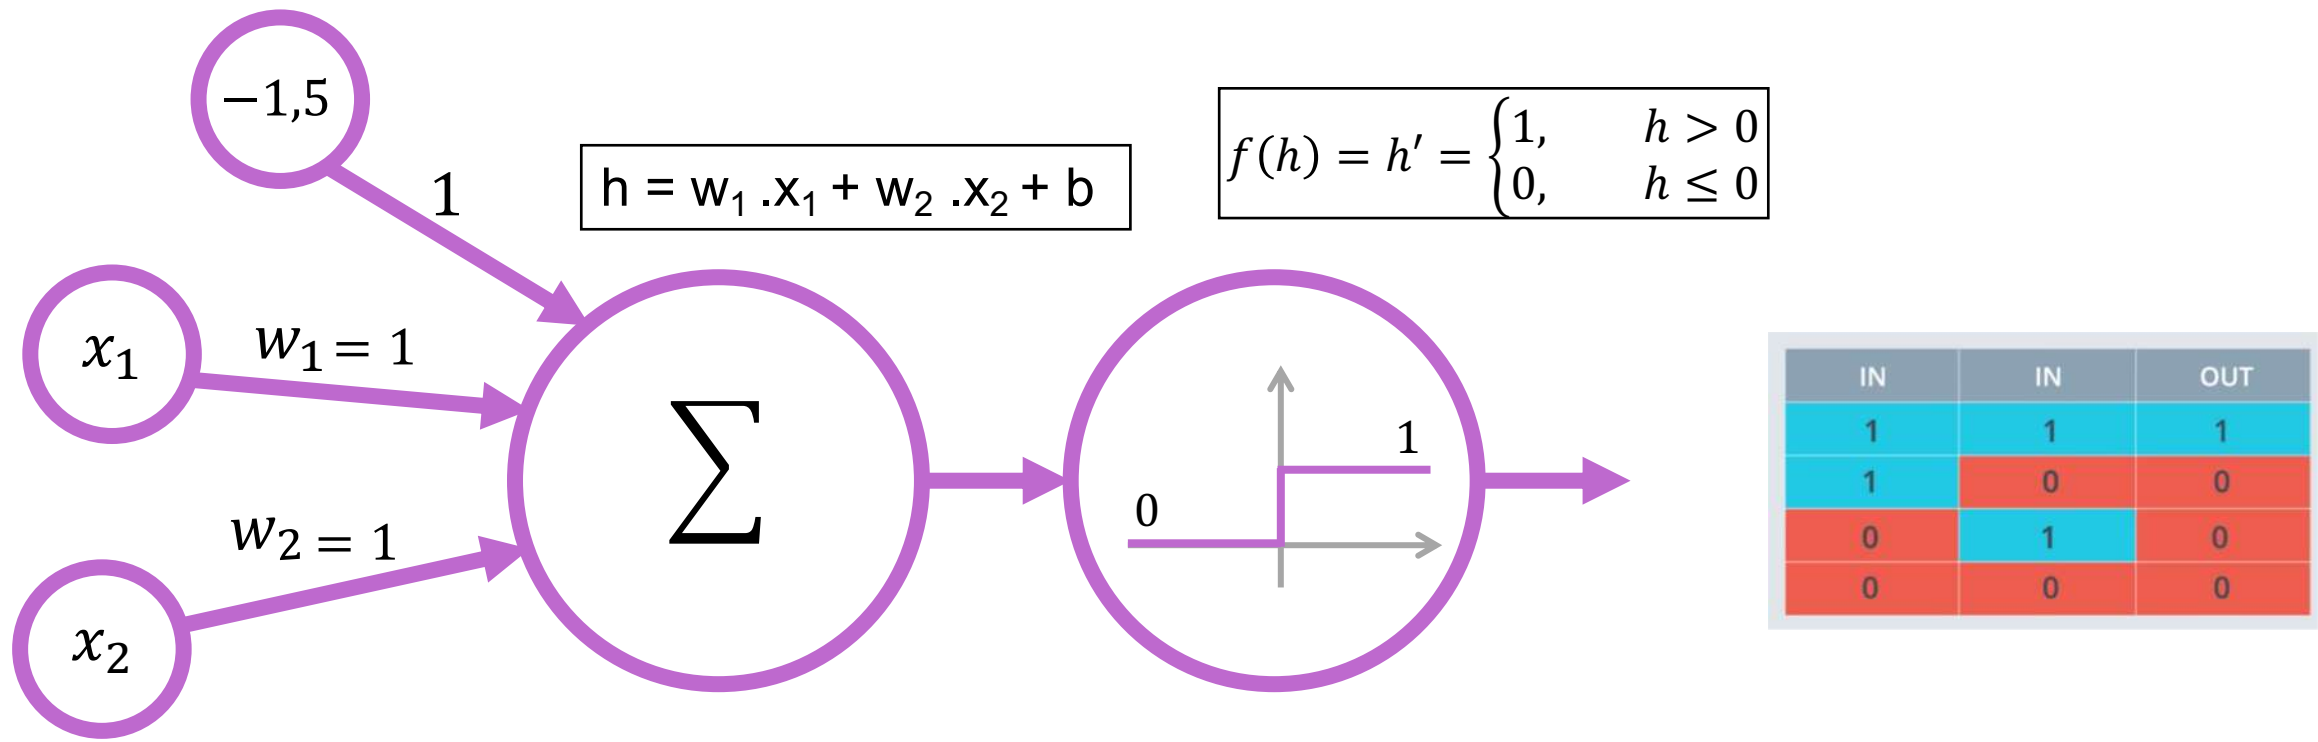 −1,5
1
h = w₁ .x₁ + w₂ .x₂ + b
f(h) = h′ = {1, h > 0
0, h ≤ 0
x₁
w₁ = 1
x₂
w₂ = 1
∑
0
1
IN IN OUT
1 1 1
1 0 0
0 1 0
0 0 0